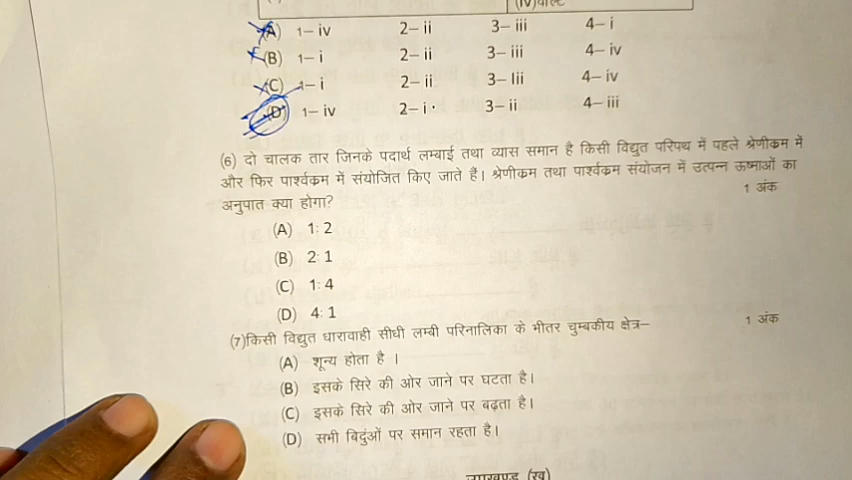 (iv)वोल्ट
(A) 1– iv 2– ii 3– iii 4– i
(B) 1– i 2– ii 3– iii 4– iv
(C) 1– i 2– ii 3– Iii 4– iv
(D) 1– iv 2– i 3– ii 4– iii
(6) दो चालक तार जिनके पदार्थ लम्बाई तथा व्यास समान है किसी विद्युत परिपथ में पहले श्रेणीक्रम में
और फिर पार्श्वक्रम में संयोजित किए जाते हैं। श्रेणीक्रम तथा पार्श्वक्रम संयोजन में उत्पन्न ऊष्माओं का
अनुपात क्या होगा? 1 अंक
(A) 1: 2
(B) 2: 1
(C) 1: 4
(D) 4: 1
(7)किसी विद्युत धारावाही सीधी लम्बी परिनालिका के भीतर चुम्बकीय क्षेत्र– 1 अंक
(A) शून्य होता है ।
(B) इसके सिरे की ओर जाने पर घटता है।
(C) इसके सिरे की ओर जाने पर बढ़ता है।
(D) सभी बिदुंओं पर समान रहता है।
(ख)